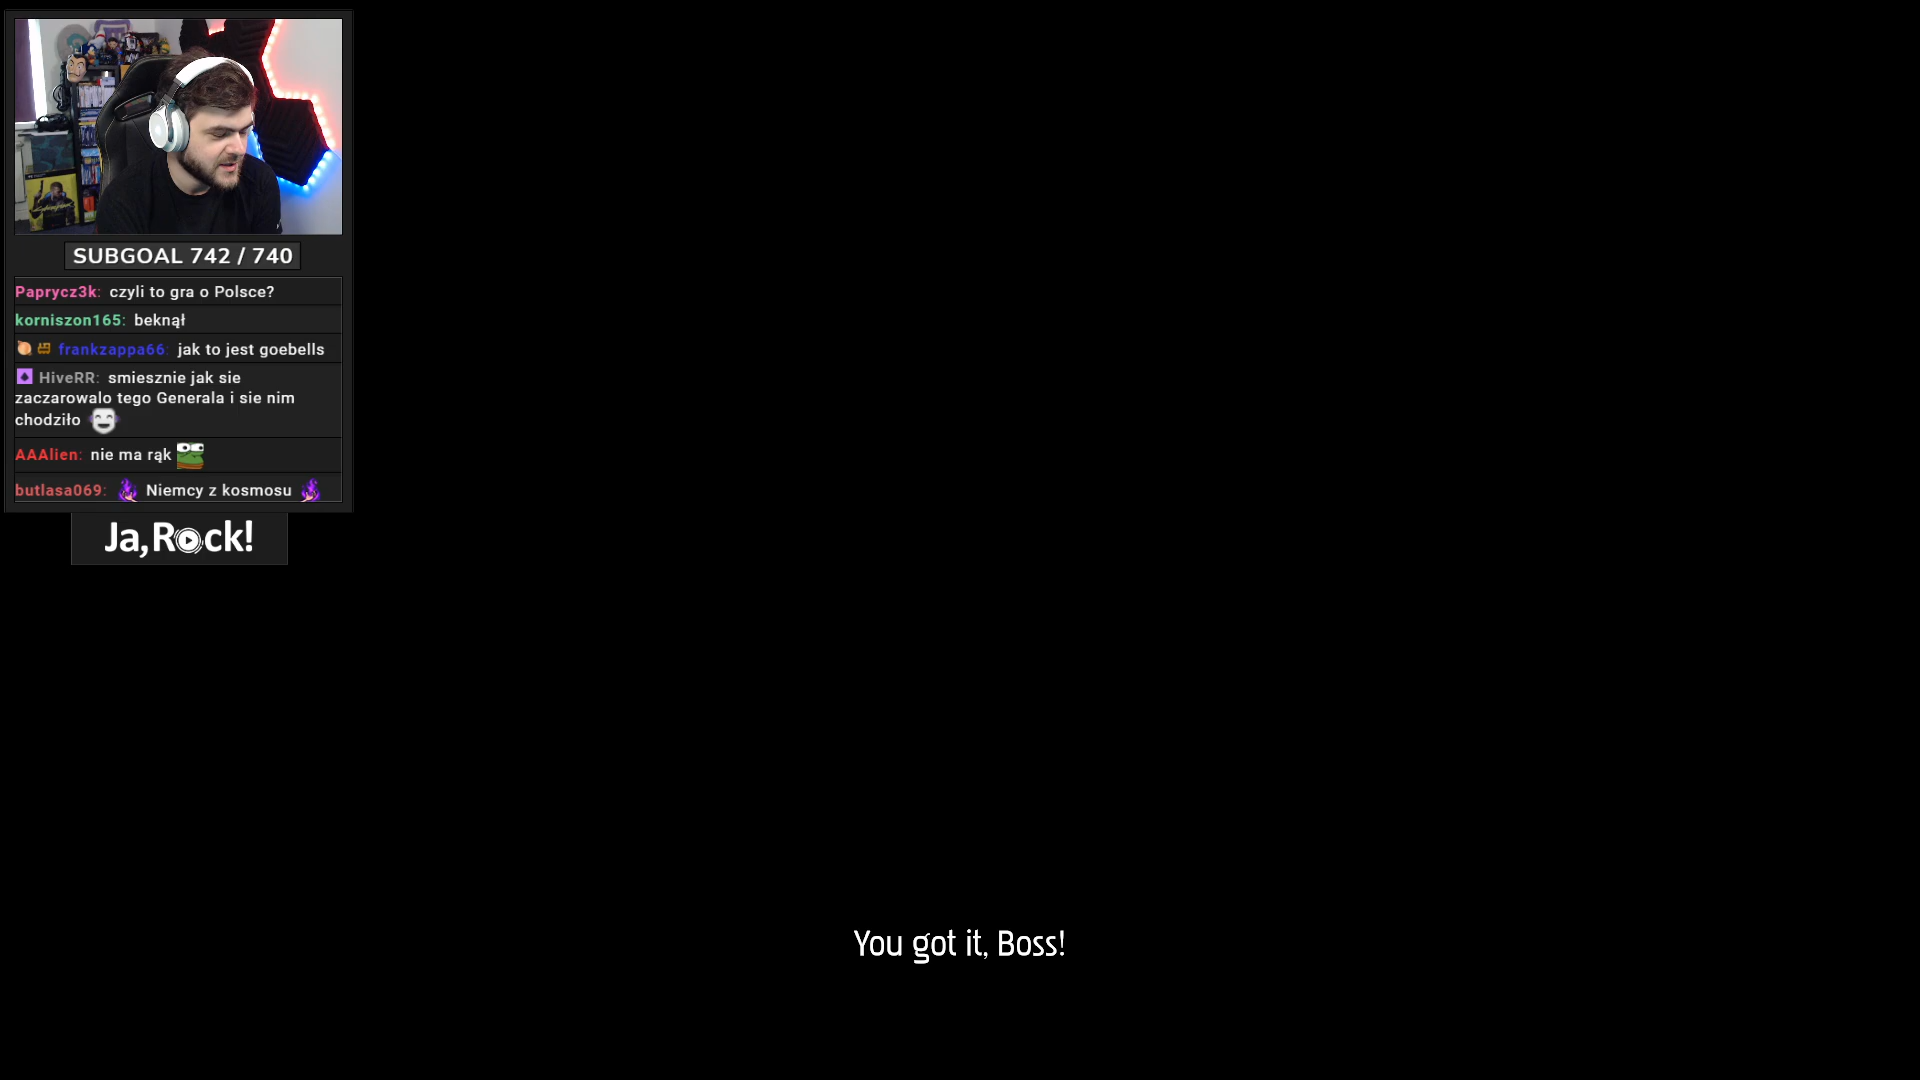 SUBGOAL 742 / 740
Paprycz3k: czyli to gra o Polsce?
korniszon165: beknął
frankzappa66: jak to jest goebells
HiveRR: smiesznie jak sie
zaczarowalo tego Generala i sie nim
chodziło
AAAlien: nie ma rąk
butlasa069: Niemcy z kosmosu
Ja,Rock!
You got it, Boss!